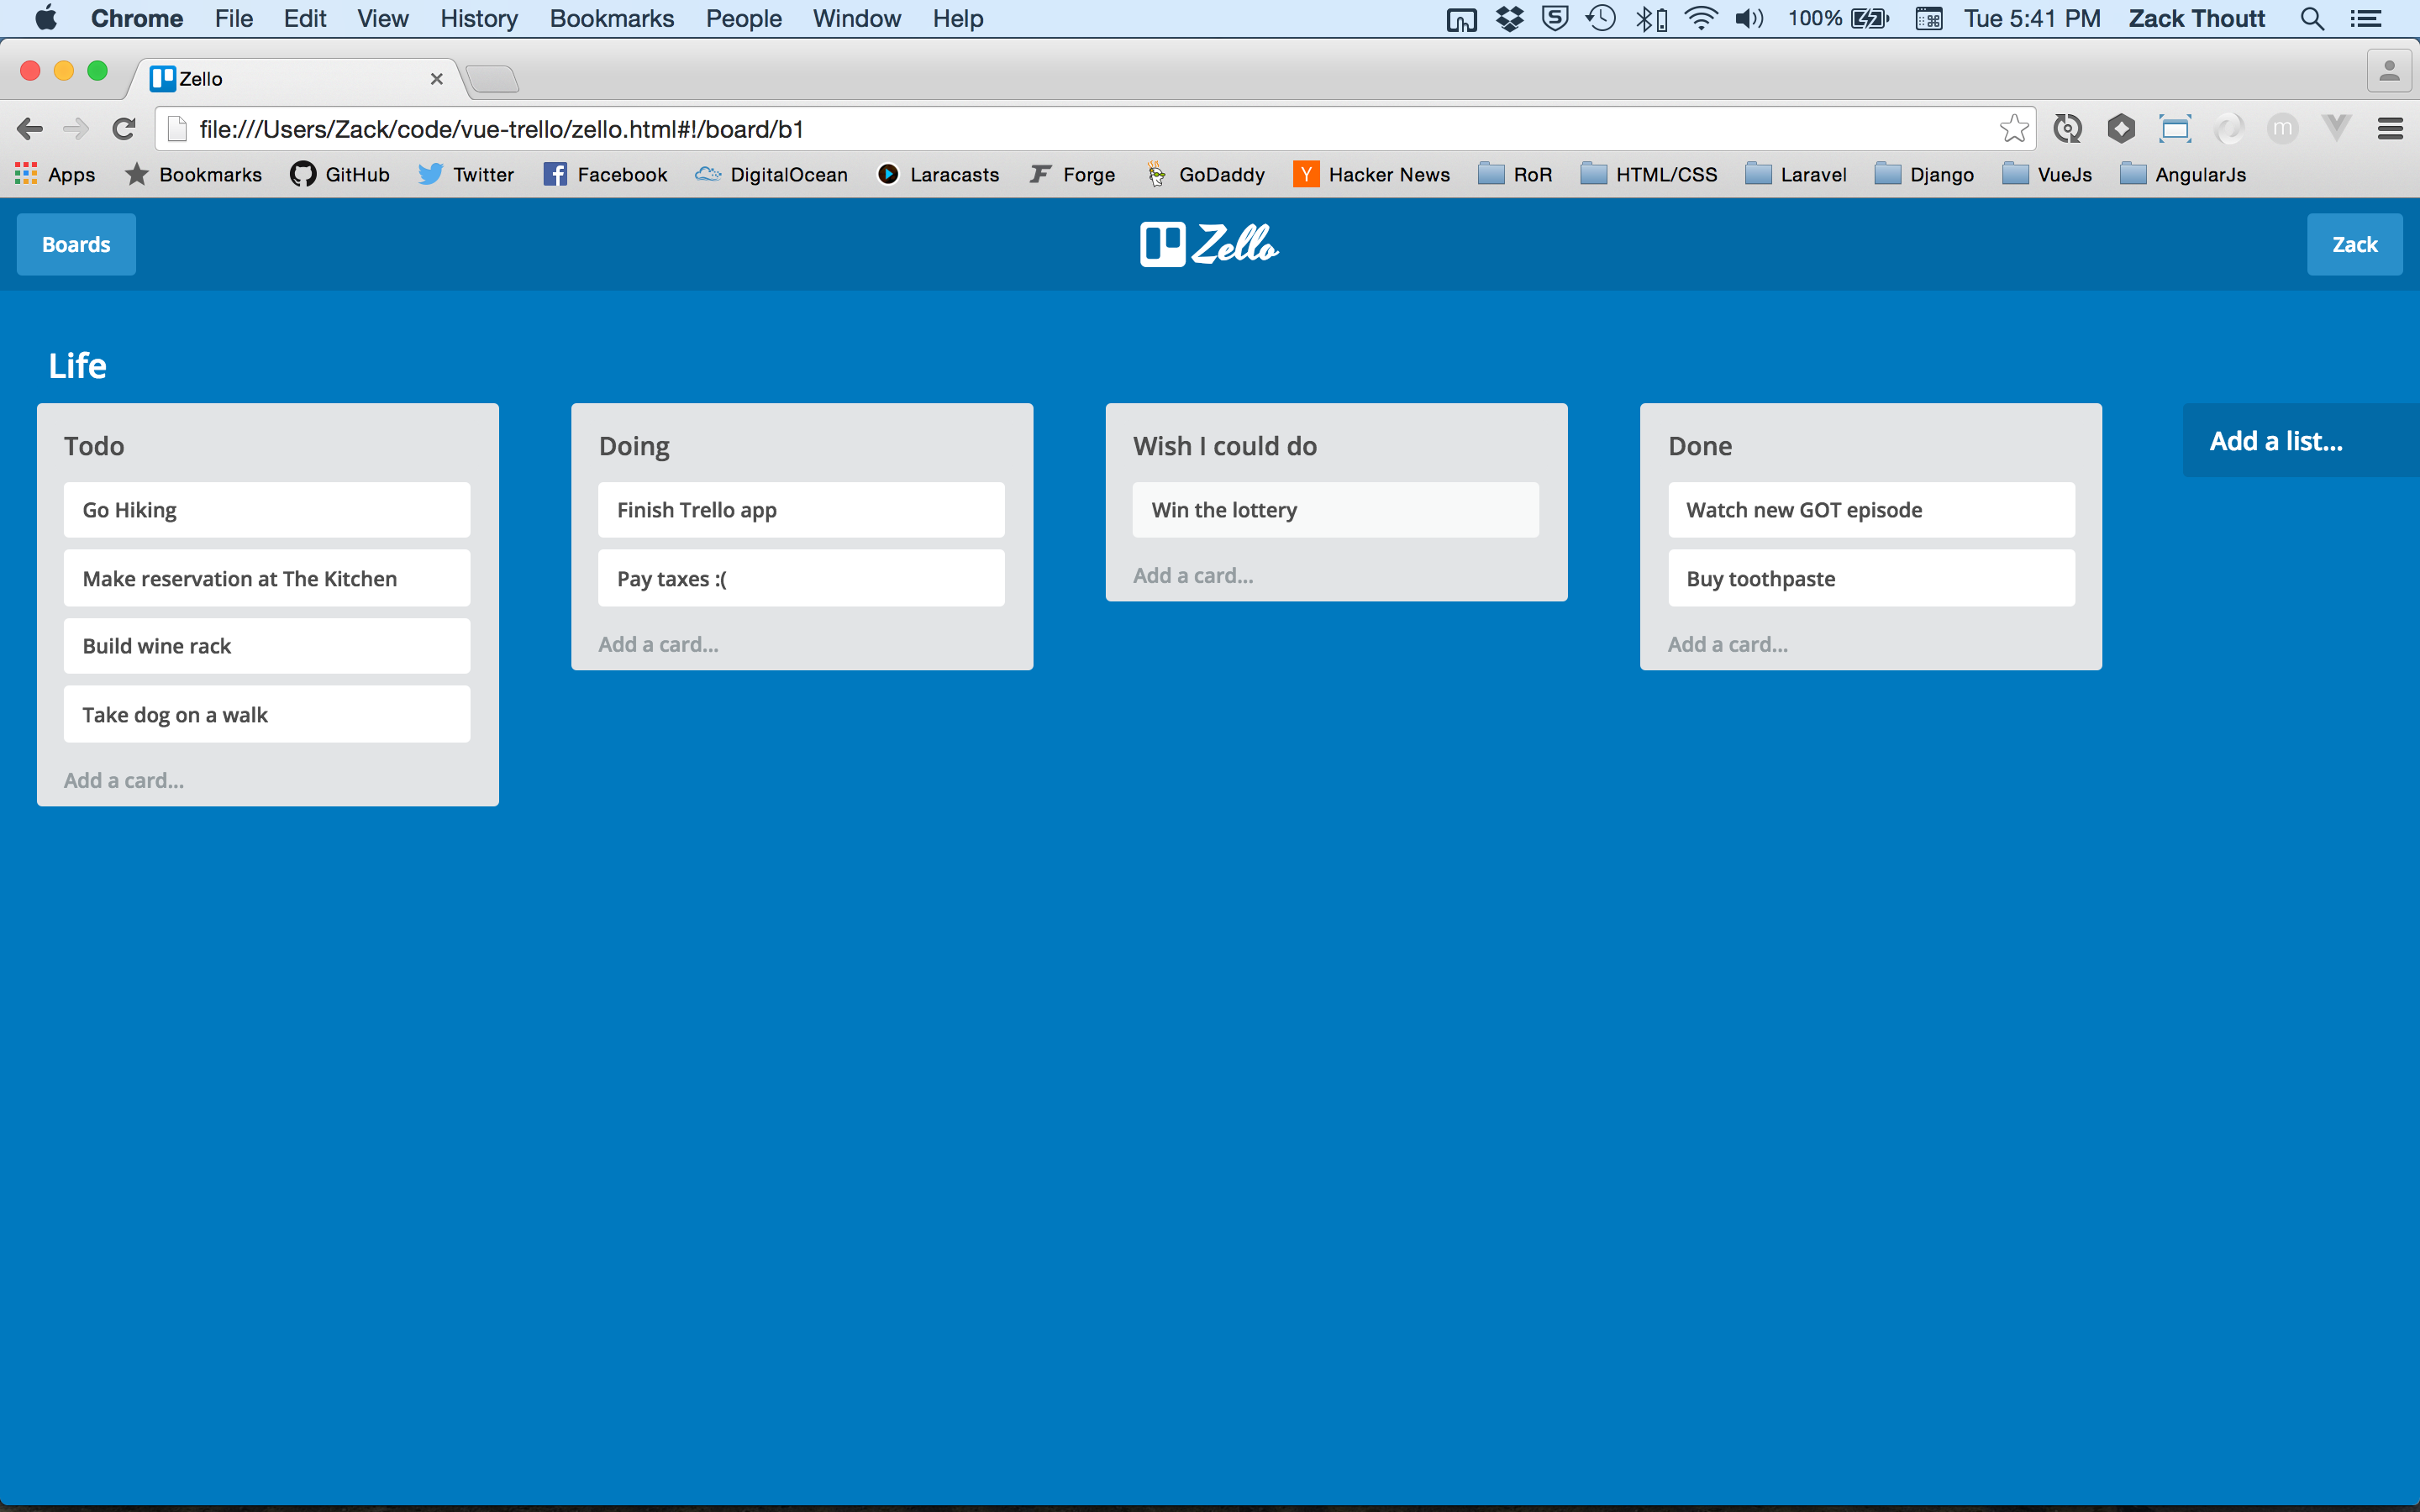 Chrome File Edit View History Bookmarks People Window Help 100% Tue 5:41 PM Zack Thoutt
Zello
file:///Users/Zack/code/vue-trello/zello.html#!/board/b1
m
Apps Bookmarks GitHub Twitter Facebook DigitalOcean Laracasts Forge GoDaddy Y Hacker News RoR HTML/CSS Laravel Django VueJs AngularJs
Boards Zello Zack
Life
Todo
Go Hiking
Make reservation at The Kitchen
Build wine rack
Take dog on a walk
Add a card...
Doing
Finish Trello app
Pay taxes :(
Add a card...
Wish I could do
Win the lottery
Add a card...
Done
Watch new GOT episode
Buy toothpaste
Add a card...
Add a list...